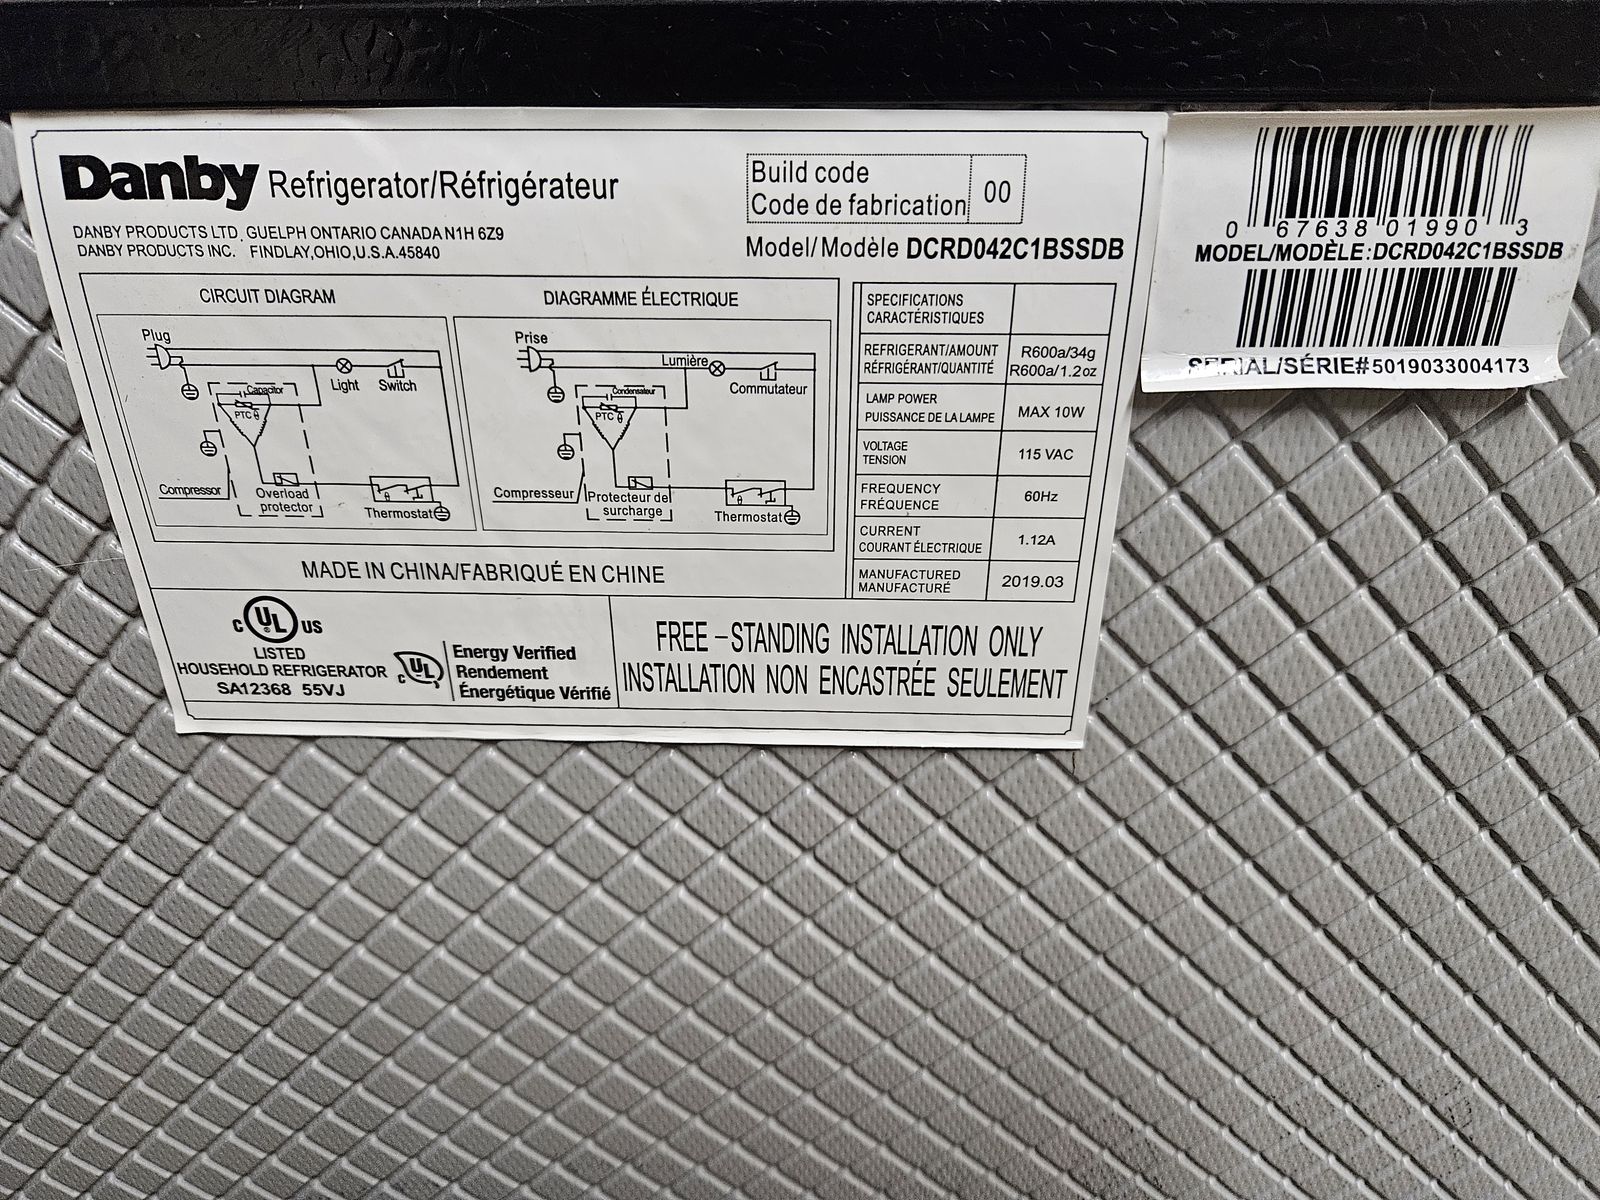 Danby Refrigerator/Réfrigérateur
DANBY PRODUCTS LTD, GUELPH ONTARIO CANADA N1H 6Z9
DANBY PRODUCTS INC. FINDLAY,OHIO,U.S.A.45840
Build code
Code de fabrication
00
Model/Modèle DCRD042C1BSSDB
CIRCUIT DIAGRAM
Plug
Light
Switch
Capacitor
PTC θ
Compressor
Overload
protector
θ
Thermostat
DIAGRAMME ÉLECTRIQUE
Prise
Lumière
Commutateur
Condensateur
PTC θ
Compresseur
Protecteur de
surcharge
θ
Thermostat
SPECIFICATIONS
CARACTÉRISTIQUES
REFRIGERANT/AMOUNT
RÉFRIGÉRANT/QUANTITÉ
R600a/34g
R600a/1.2oz
LAMP POWER
PUISSANCE DE LA LAMPE
MAX 10W
VOLTAGE
TENSION
115 VAC
FREQUENCY
FRÉQUENCE
60Hz
CURRENT
COURANT ÉLECTRIQUE
1.12A
MANUFACTURED
MANUFACTURÉ
2019.03
MADE IN CHINA/FABRIQUÉ EN CHINE
C UL US
®
LISTED
HOUSEHOLD REFRIGERATOR
SA12368 55VJ
C UL
Energy Verified
Rendement
Énergétique Vérifié
FREE-STANDING INSTALLATION ONLY
INSTALLATION NON ENCASTRÉE SEULEMENT
0 67638 01990 3
MODEL/MODÈLE:DCRD042C1BSSDB
SERIAL/SÉRIE#5019033004173